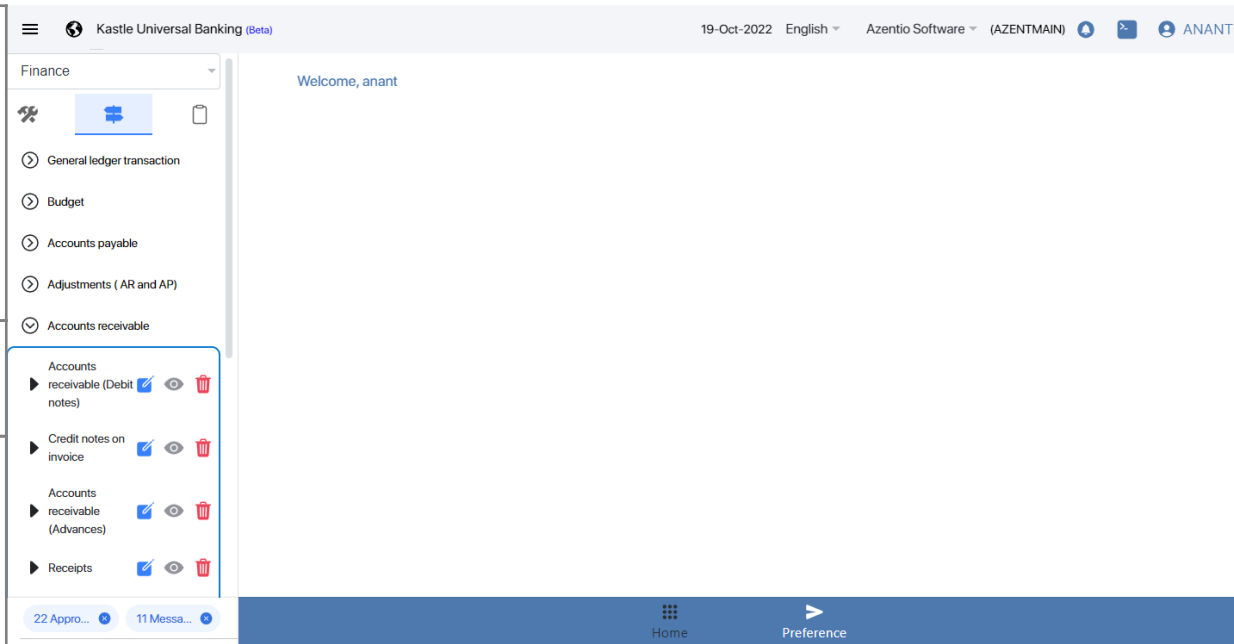 Kastle Universal Banking (Beta)
19-Oct-2022 English Azentio Software (AZENTMAIN) ANANT
Finance
Welcome, anant
General ledger transaction
Budget
Accounts payable
Adjustments ( AR and AP)
Accounts receivable
Accounts
receivable (Debit
notes)
Credit notes on
invoice
Accounts
receivable
(Advances)
Receipts
22 Appro... 11 Messa...
Home Preference